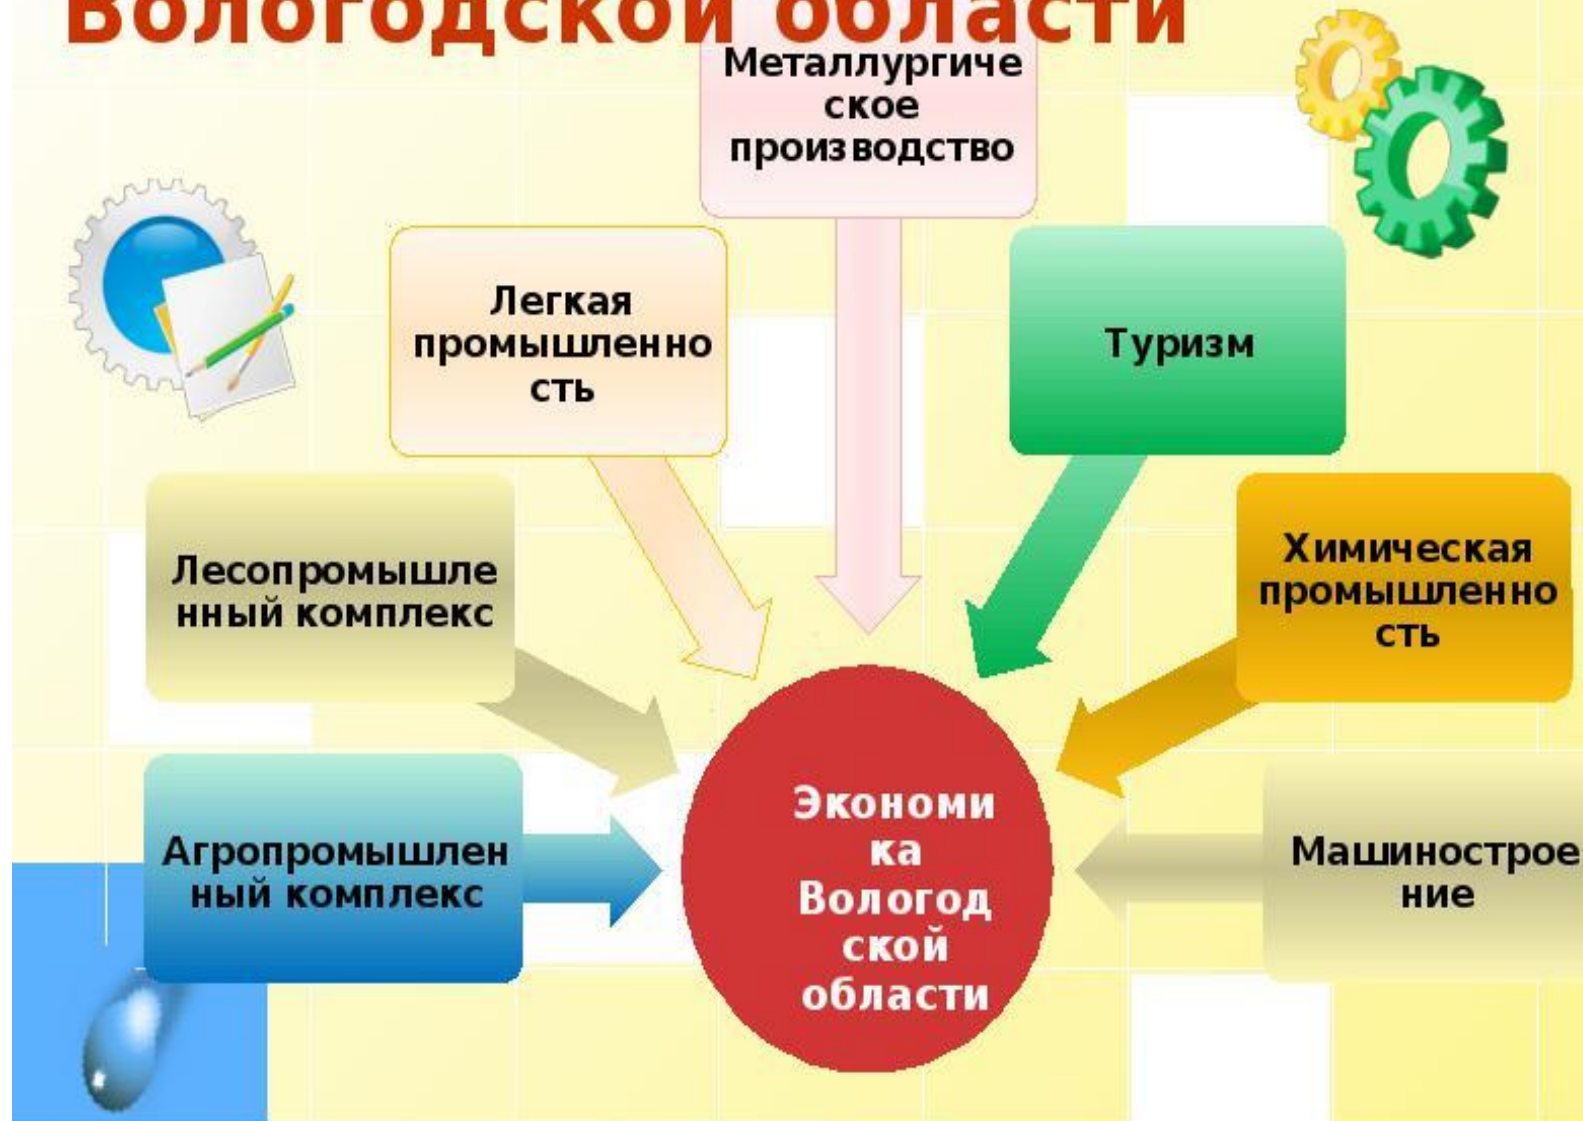 Вологодской области
Металлургиче
ское
производство
Легкая
промышленно
сть
Туризм
Лесопромышле
нный комплекс
Химическая
промышленно
сть
Агропромышлен
ный комплекс
Машинострое
ние
Экономи
ка
Вологод
ской
области